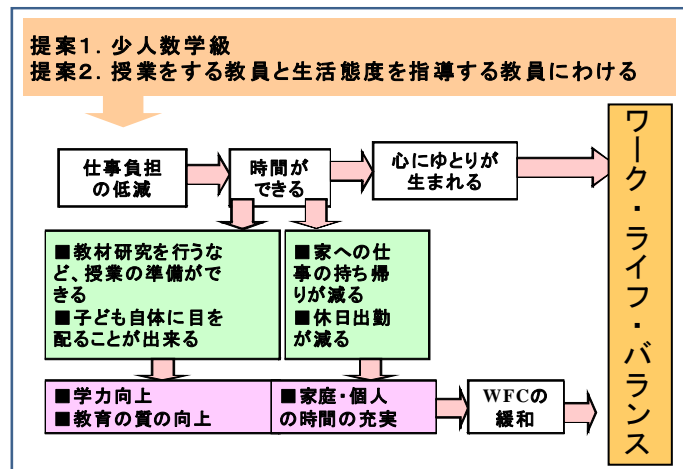 提案１．少人数学級
提案２．授業をする教員と生活態度を指導する教員にわける
仕事負担
の低減
時間が
できる
心にゆとりが
生まれる
■教材研究を行うな
ど、授業の準備がで
きる
■子ども自体に目を
配ることが出来る
■家への仕
事の持ち帰
りが減る
■休日出勤
が減る
■学力向上
■教育の質の向上
■家庭・個人
の時間の充実
WFCの
緩和
ワーク・ライフ・バランス